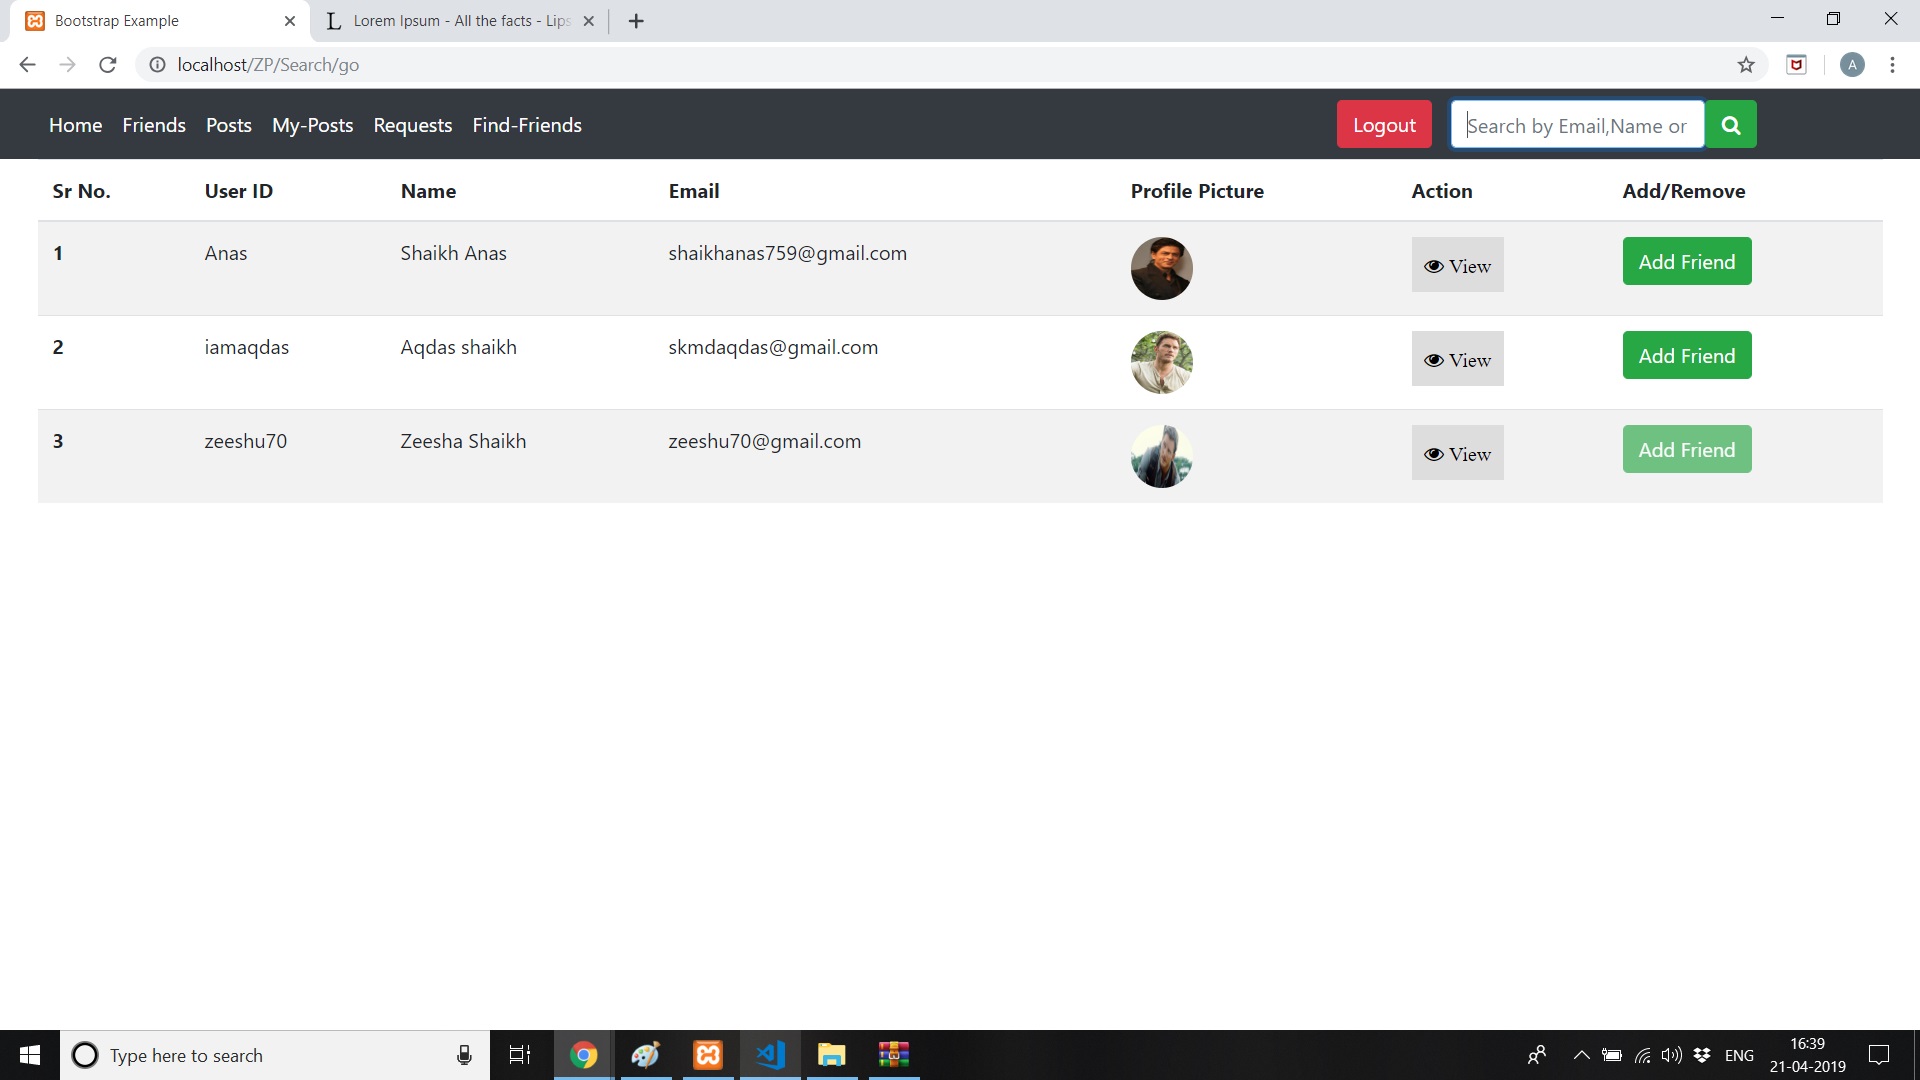 Bootstrap Example
Lorem Ipsum - All the facts - Lips
localhost/ZP/Search/go
A
Home Friends Posts My-Posts Requests Find-Friends Logout Search by Email,Name or
Sr No. User ID Name Email Profile Picture Action Add/Remove
1 Anas Shaikh Anas shaikhanas759@gmail.com View Add Friend
2 iamaqdas Aqdas shaikh skmdaqdas@gmail.com View Add Friend
3 zeeshu70 Zeesha Shaikh zeeshu70@gmail.com View Add Friend
Type here to search
ENG
16:39
21-04-2019